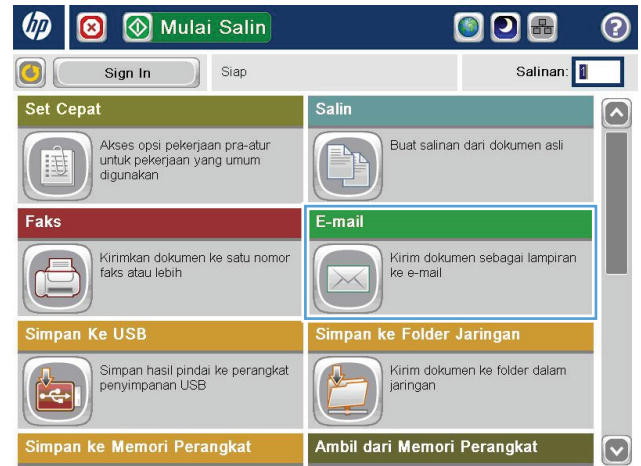 hp Mulai Salin ?
Sign In Siap Salinan: 1
Set Cepat
Akses opsi pekerjaan pra-atur
untuk pekerjaan yang umum
digunakan
Salin
Buat salinan dari dokumen asli
Faks
Kirimkan dokumen ke satu nomor
faks atau lebih
E-mail
Kirim dokumen sebagai lampiran
ke e-mail
Simpan Ke USB
Simpan hasil pindai ke perangkat
penyimpanan USB
Simpan ke Folder Jaringan
Kirim dokumen ke folder dalam
jaringan
Simpan ke Memori Perangkat
Ambil dari Memori Perangkat